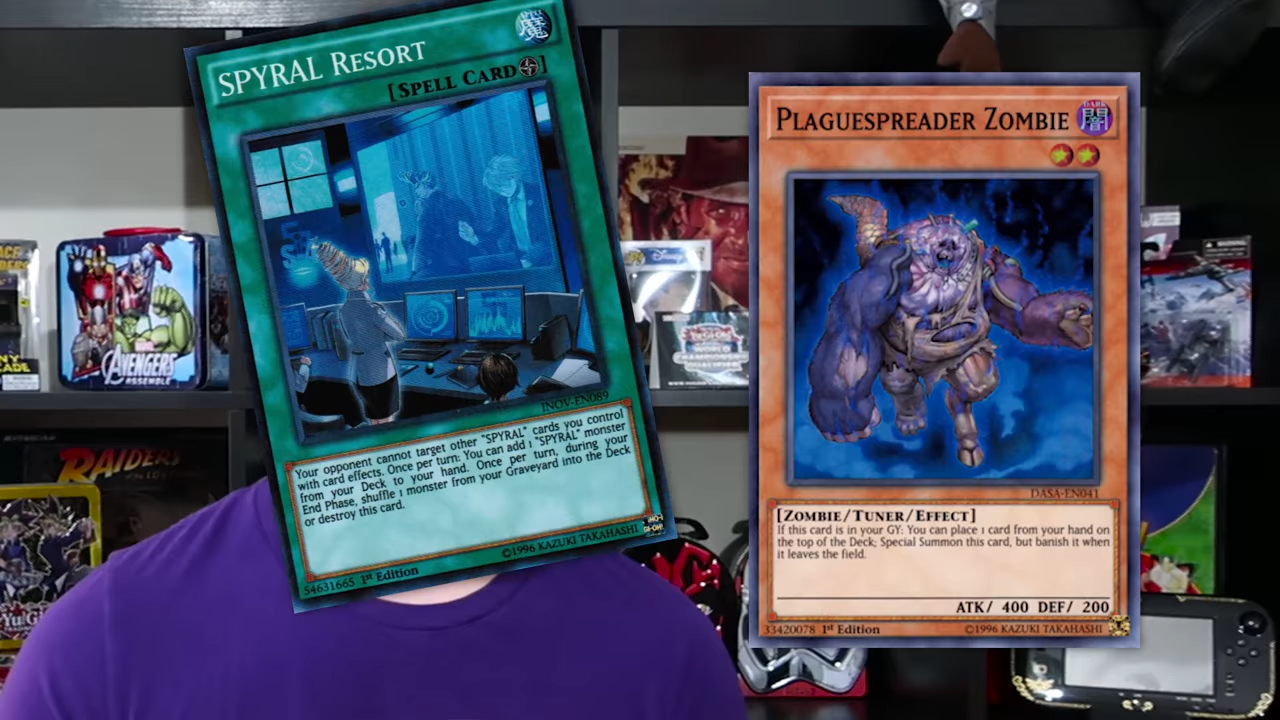 SPYRAL Resort
魔
[Spell Card]
INOV-EN089
Your opponent cannot target other "SPYRAL" cards you control
with card effects. Once per turn: You can add 1 "SPYRAL" monster
from your Deck to your hand. Once per turn, during your
End Phase, shuffle 1 monster from your Graveyard into the Deck
or destroy this card.
54631665 1st Edition
©1996 KAZUKI TAKAHASHI
Plaguespreader Zombie
DARK
闇
DASA-EN041
[Zombie/Tuner/Effect]
If this card is in your GY: You can place 1 card from your hand on
the top of the Deck; Special Summon this card, but banish it when
it leaves the field.
ATK/ 400 DEF/ 200
33420078 1st Edition
©1996 KAZUKI TAKAHASHI
AVENGERS
ASSEMBLE
RAIDERS
Disney